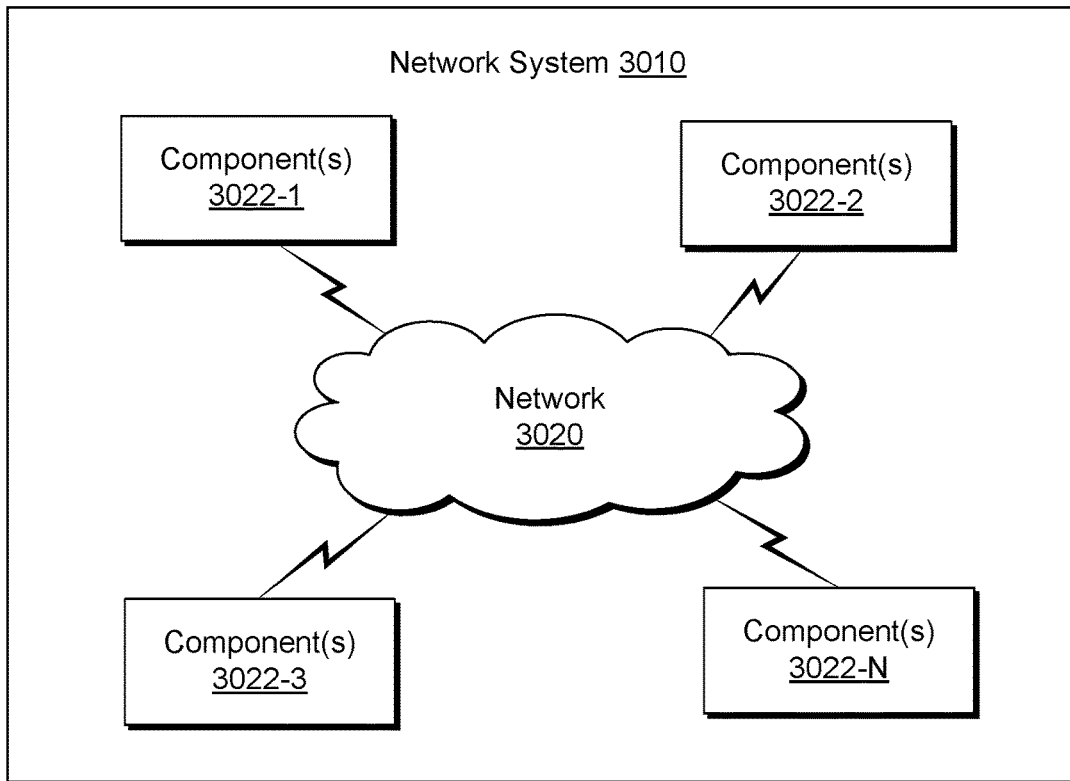 Network System 3010
Component(s)
3022-1
Component(s)
3022-2
Network
3020
Component(s)
3022-3
Component(s)
3022-N